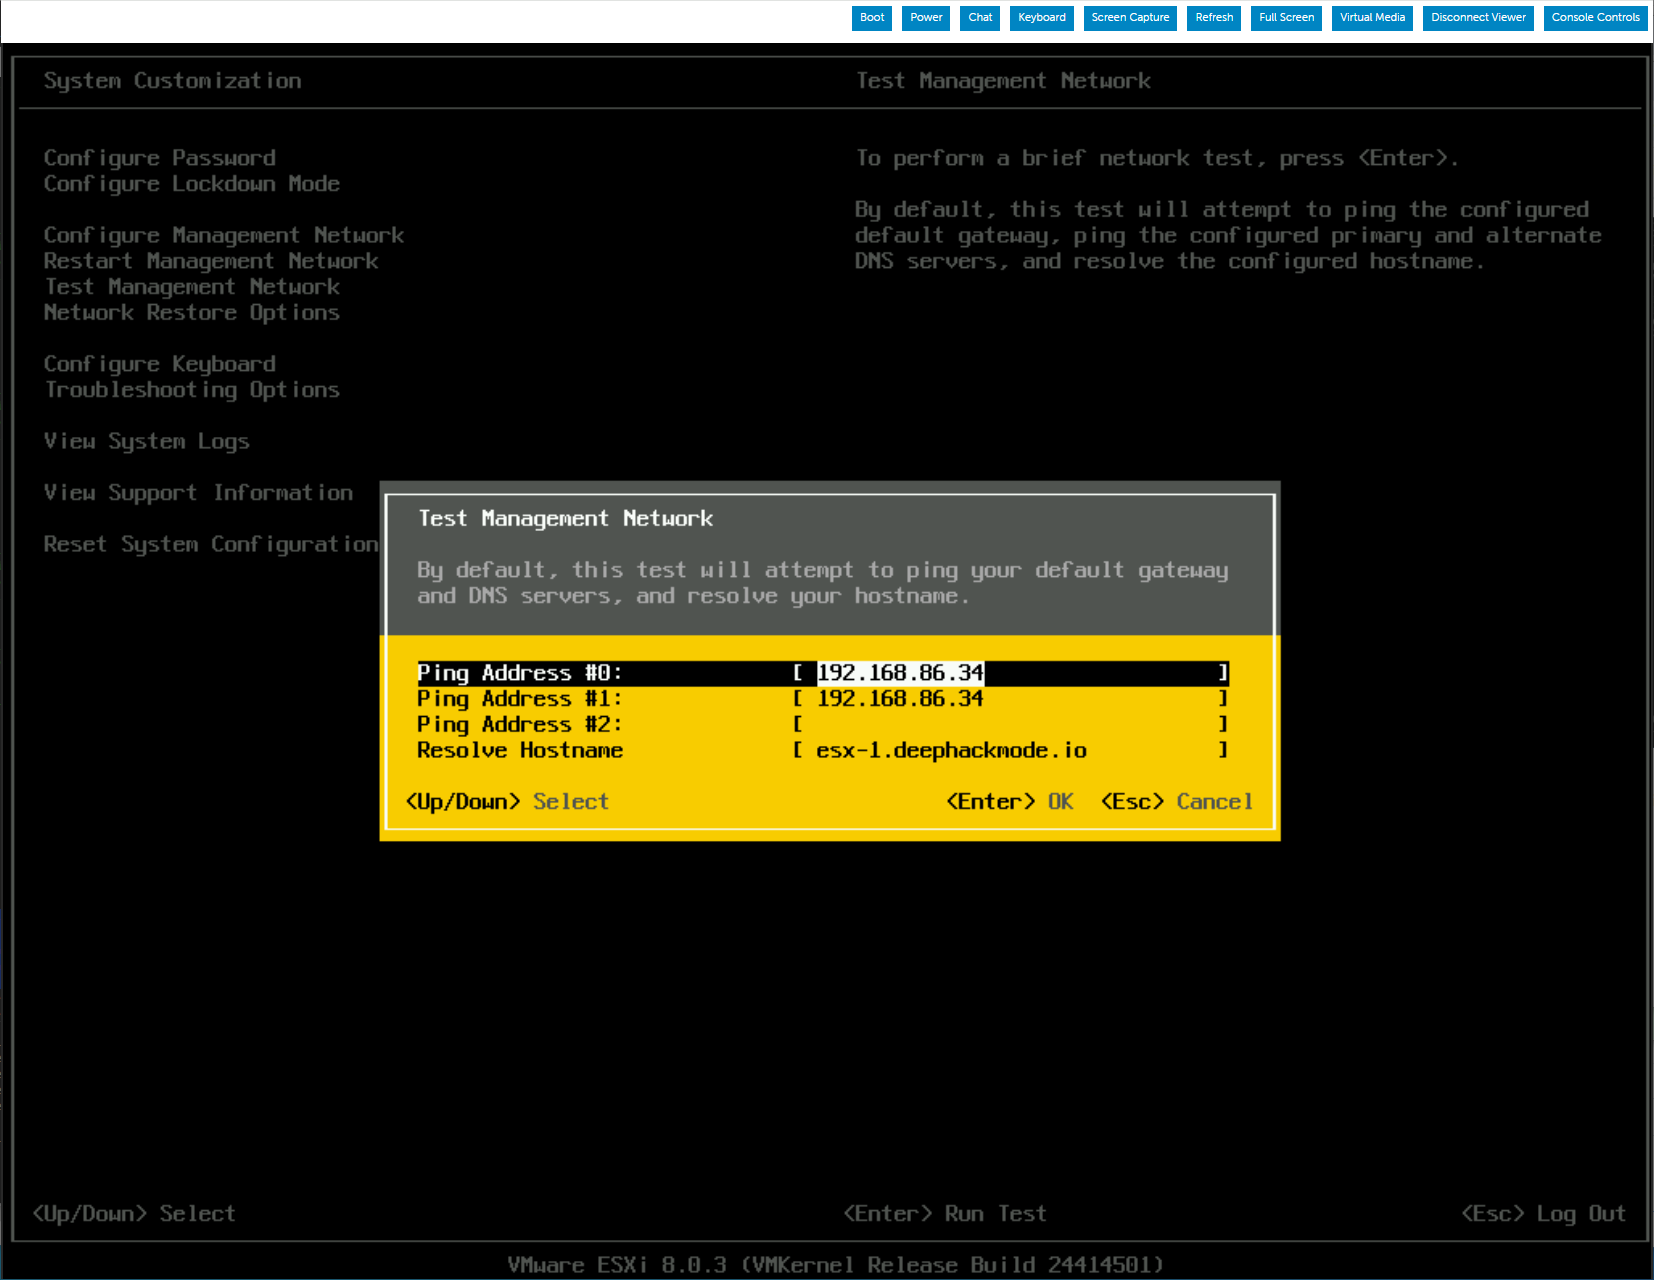 Boot Power Chat Keyboard Screen Capture Refresh Full Screen Virtual Media Disconnect Viewer Console Controls
System Customization
Test Management Network
Configure Password
Configure Lockdown Mode
Configure Management Network
Restart Management Network
Test Management Network
Network Restore Options
Configure Keyboard
Troubleshooting Options
View System Logs
View Support Information
Reset System Configuration
To perform a brief network test, press <Enter>.
By default, this test will attempt to ping the configured
default gateway, ping the configured primary and alternate
DNS servers, and resolve the configured hostname.
Test Management Network
By default, this test will attempt to ping your default gateway
and DNS servers, and resolve your hostname.
Ping Address #0: [ 192.168.86.34 ]
Ping Address #1: [ 192.168.86.34 ]
Ping Address #2: [ ]
Resolve Hostname [ esx-1.deephackmode.io ]
<Up/Down> Select <Enter> OK <Esc> Cancel
<Up/Down> Select <Enter> Run Test <Esc> Log Out
VMware ESXi 8.0.3 (VMKernel Release Build 24414501)